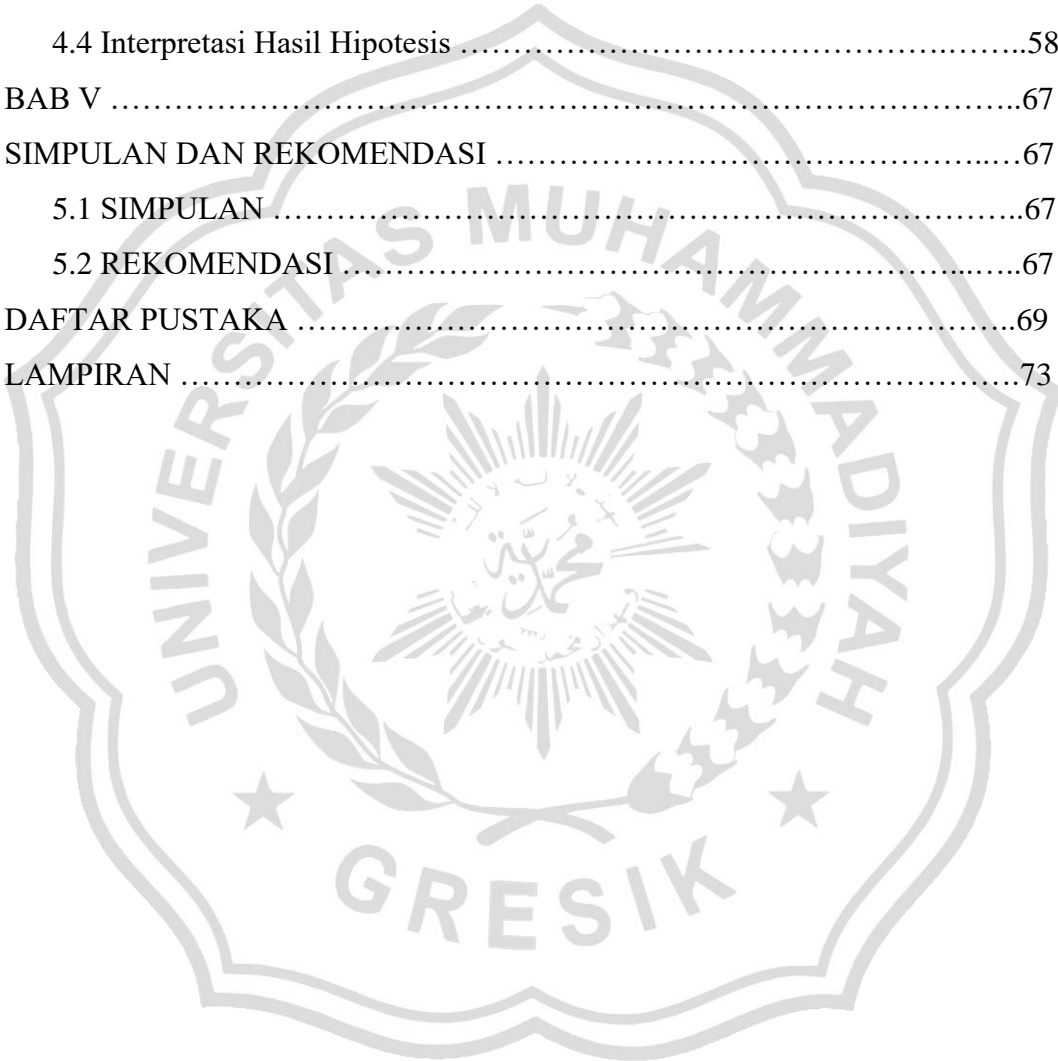 4.4 Interpretasi Hasil Hipotesis ……………………………………………….……..58
BAB V …………………………………………………………………………..67
SIMPULAN DAN REKOMENDASI …………………………………………..…67
5.1 SIMPULAN ……………………………………………………………..67
5.2 REKOMENDASI ……………………………………………………..…..67
DAFTAR PUSTAKA …………………………………………………………..69
LAMPIRAN ……………………………………………………………………73
UNIVERSITAS MUHAMMADIYAH
محمد
GRESIK